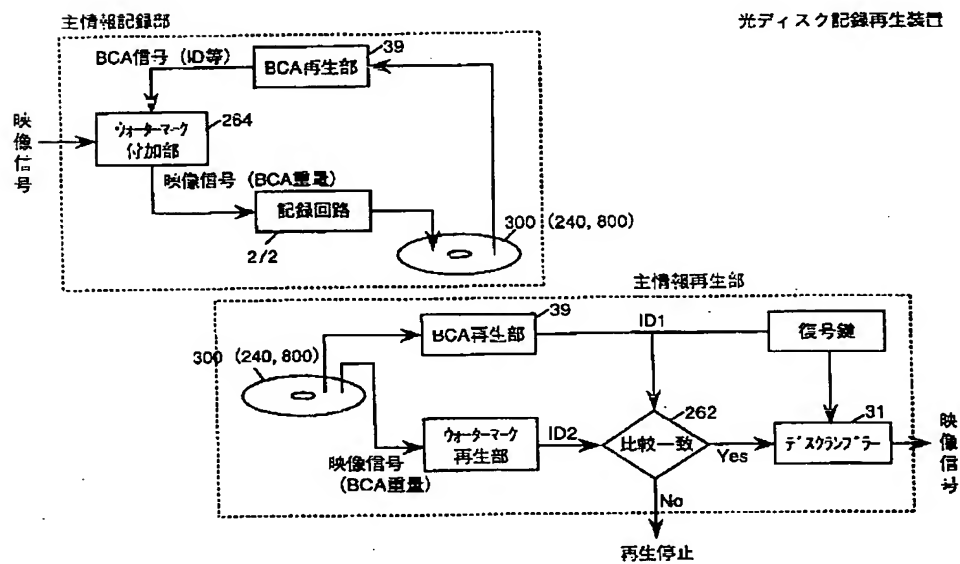 主情報記録部
光ディスク記録再生装置
BCA信号 (ID等)
BCA再生部
39
映像信号
ウォーターマーク
付加部
264
映像信号 (BCA重量)
記録回路
2/2
300 (240, 800)
主情報再生部
BCA再生部
39
ID1
復号鍵
300 (240, 800)
映像信号
(BCA重量)
ウォーターマーク
再生部
ID2
比較一致
262
Yes
No
再生停止
デスクランブラー
31
映像信号